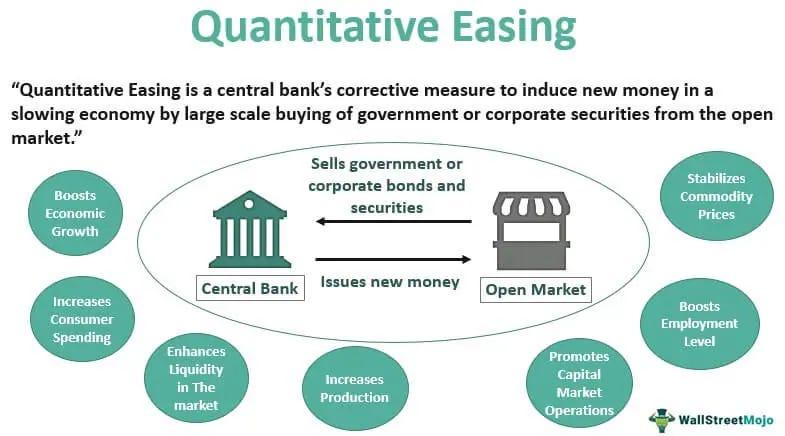 Quantitative Easing
“Quantitative Easing is a central bank’s corrective measure to induce new money in a
slowing economy by large scale buying of government or corporate securities from the open
market.”
Sells government or
corporate bonds and
securities
Issues new money
Central Bank
Open Market
Boosts
Economic
Growth
Increases
Consumer
Spending
Enhances
Liquidity
in The
market
Increases
Production
Promotes
Capital
Market
Operations
Boosts
Employment
Level
Stabilizes
Commodity
Prices
WallStreetMojo